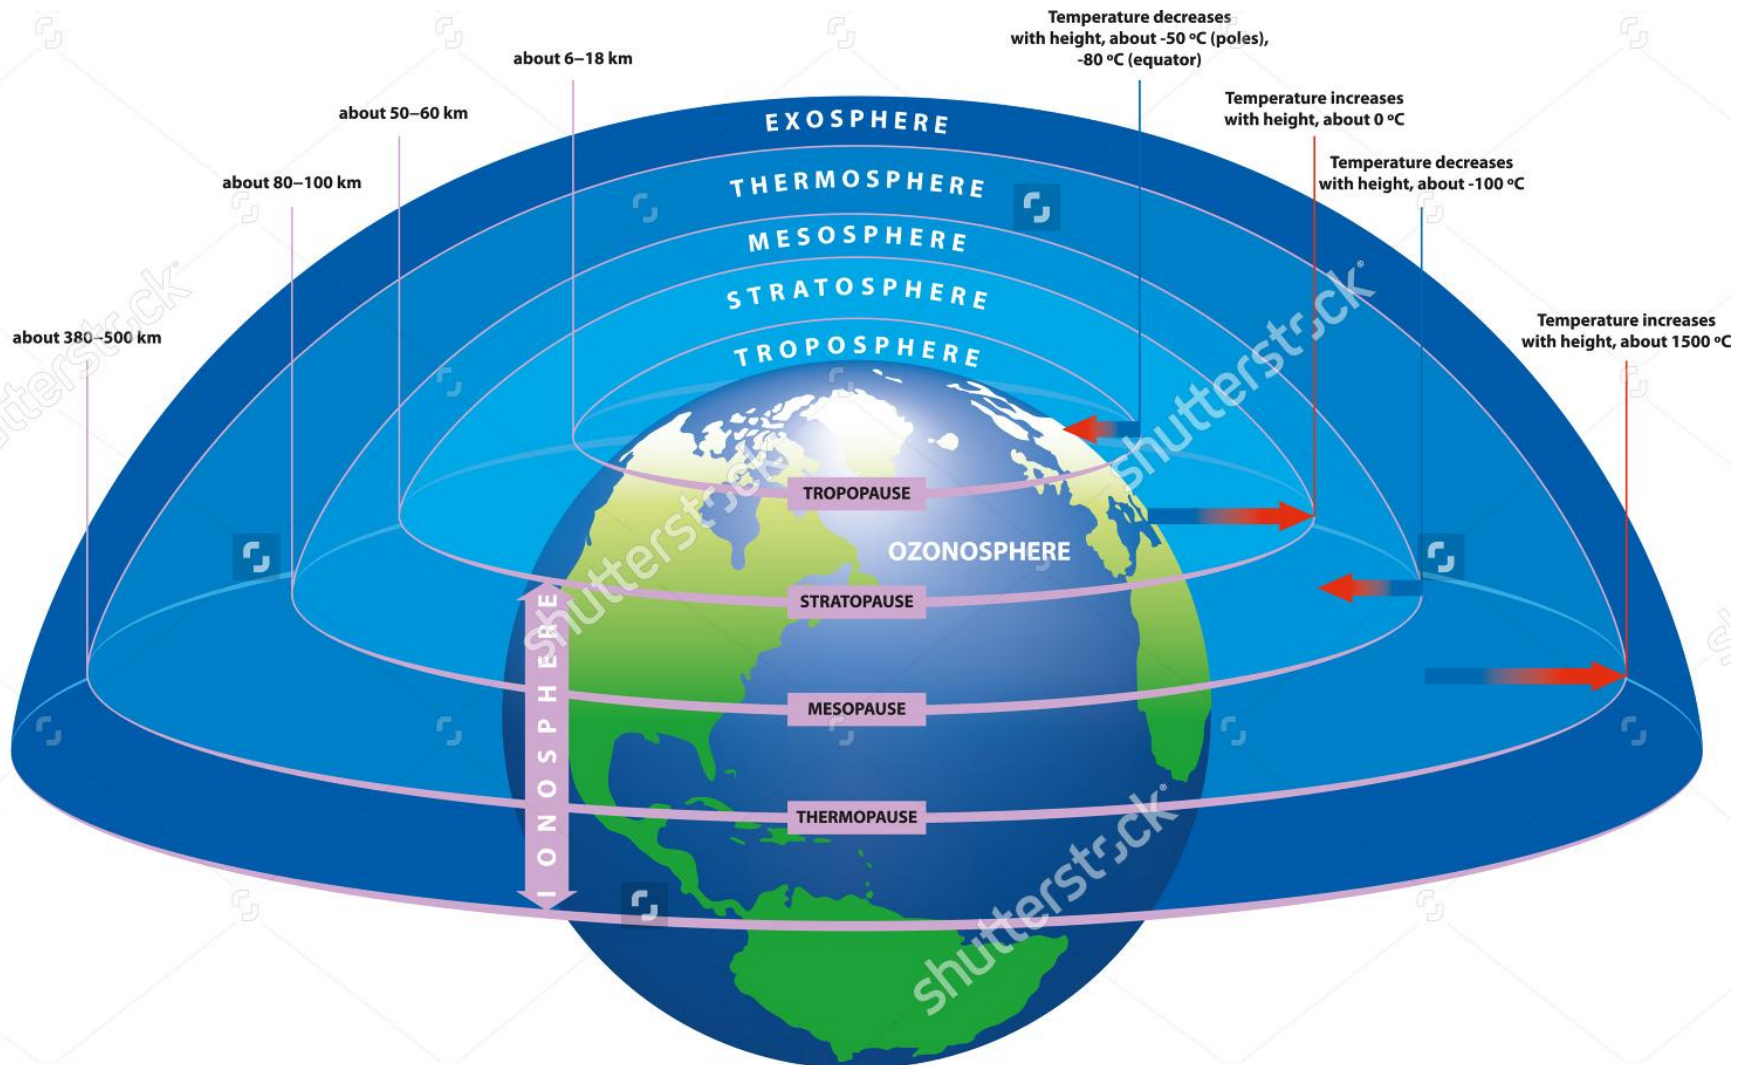 Temperature decreases
with height, about -50 ºC (poles),
-80 ºC (equator)
about 6–18 km
Temperature increases
with height, about 0 ºC
about 50–60 km
EXOSPHERE
Temperature decreases
with height, about -100 ºC
about 80–100 km
THERMOSPHERE
MESOSPHERE
STRATOSPHERE
Temperature increases
with height, about 1500 ºC
about 380–500 km
TROPOSPHERE
TROPOPAUSE
OZONOSPHERE
STRATOPAUSE
IONOSPHERE
MESOPAUSE
THERMOPAUSE
shutterstock®
shutterstock®
shutterstock
shutterstock®